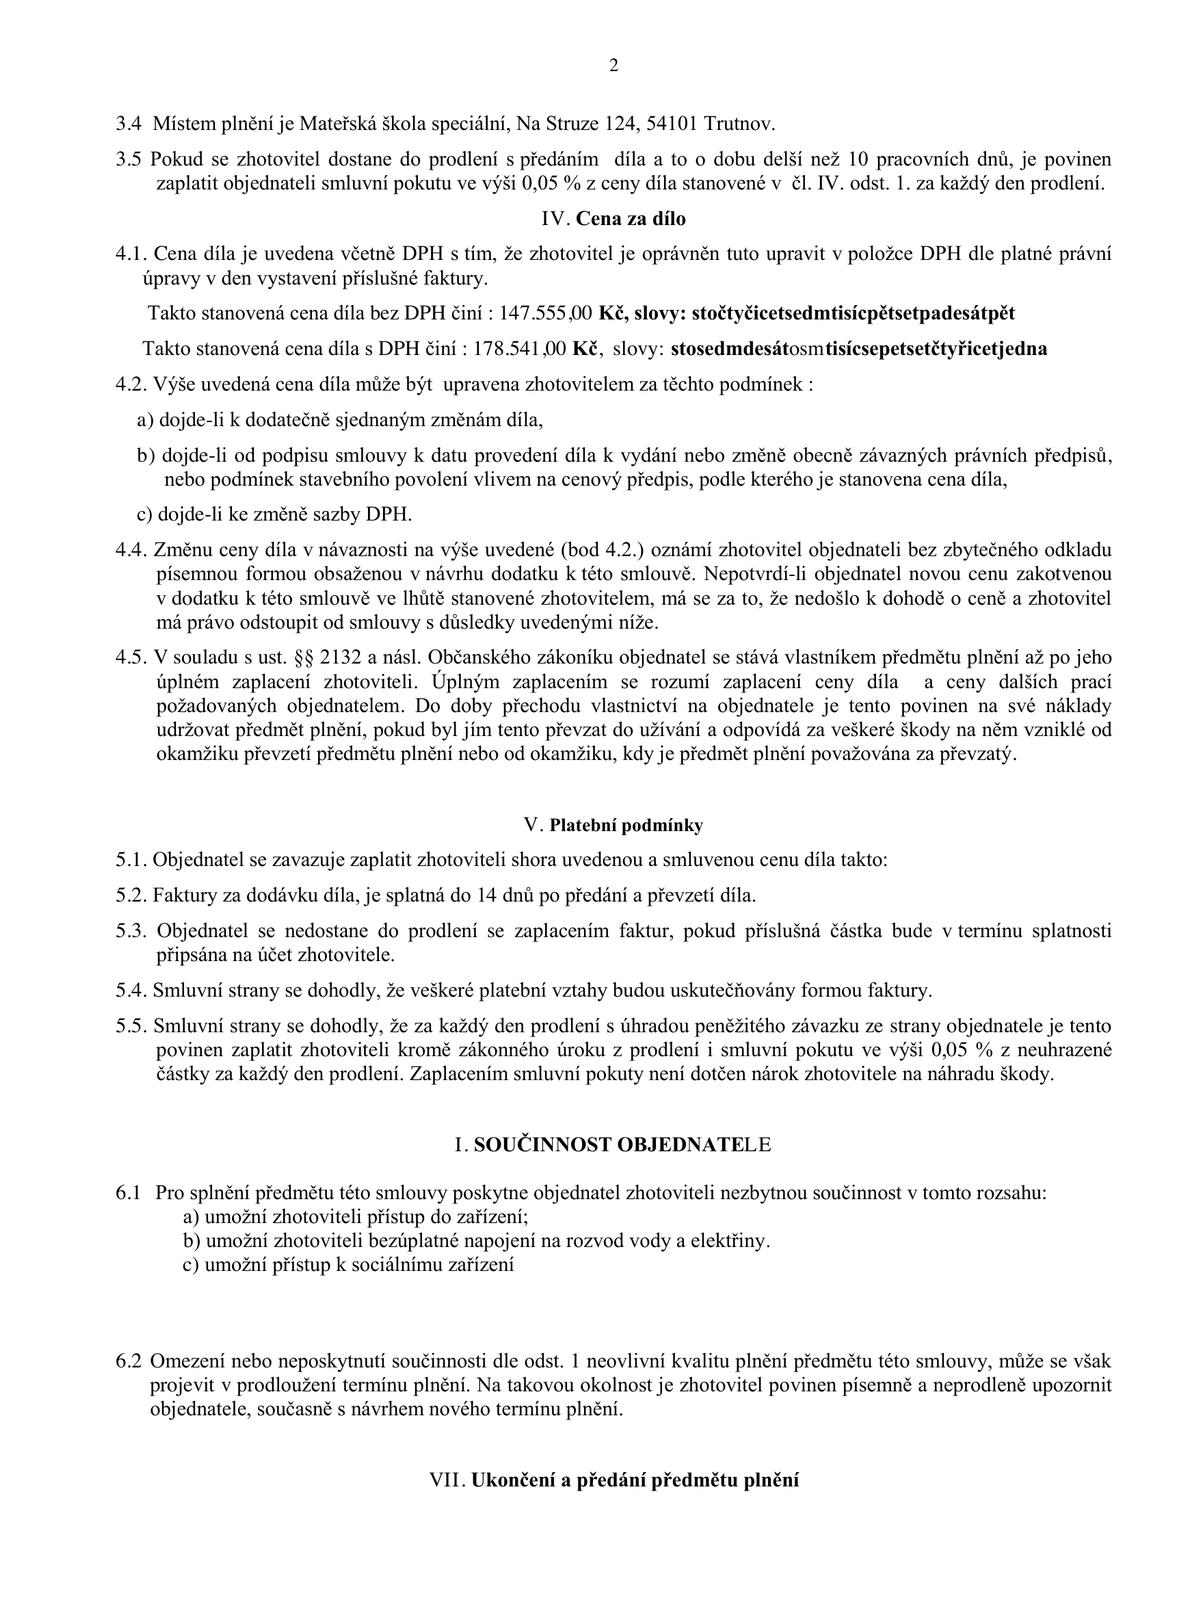 2
3.4 Místem plnění je Mateřská škola speciální, Na Struze 124, 54101 Trutnov.
3.5 Pokud se zhotovitel dostane do prodlení s předáním díla a to o dobu delší než 10 pracovních dnů, je povinen
zaplatit objednateli smluvní pokutu ve výši 0,05 % z ceny díla stanovené v čl. IV. odst. 1. za každý den prodlení.
IV. Cena za dílo
4.1. Cena díla je uvedena včetně DPH s tím, že zhotovitel je oprávněn tuto upravit v položce DPH dle platné právní
úpravy v den vystavení příslušné faktury.
Takto stanovená cena díla bez DPH činí : 147.555,00 Kč, slovy: stočtyčicetsedmtisícpětsetpadesátpět
Takto stanovená cena díla s DPH činí : 178.541,00 Kč, slovy: stosedmdesátosmtisícsepetsetčtyřicetjedna
4.2. Výše uvedená cena díla může být upravena zhotovitelem za těchto podmínek :
a) dojde-li k dodatečně sjednaným změnám díla,
b) dojde-li od podpisu smlouvy k datu provedení díla k vydání nebo změně obecně závazných právních předpisů,
nebo podmínek stavebního povolení vlivem na cenový předpis, podle kterého je stanovena cena díla,
c) dojde-li ke změně sazby DPH.
4.4. Změnu ceny díla v návaznosti na výše uvedené (bod 4.2.) oznámí zhotovitel objednateli bez zbytečného odkladu
písemnou formou obsaženou v návrhu dodatku k této smlouvě. Nepotvrdí-li objednatel novou cenu zakotvenou
v dodatku k této smlouvě ve lhůtě stanovené zhotovitelem, má se za to, že nedošlo k dohodě o ceně a zhotovitel
má právo odstoupit od smlouvy s důsledky uvedenými níže.
4.5. V souladu s ust. §§ 2132 a násl. Občanského zákoníku objednatel se stává vlastníkem předmětu plnění až po jeho
úplném zaplacení zhotoviteli. Úplným zaplacením se rozumí zaplacení ceny díla a ceny dalších prací
požadovaných objednatelem. Do doby přechodu vlastnictví na objednatele je tento povinen na své náklady
udržovat předmět plnění, pokud byl jím tento převzat do užívání a odpovídá za veškeré škody na něm vzniklé od
okamžiku převzetí předmětu plnění nebo od okamžiku, kdy je předmět plnění považována za převzatý.
V. Platební podmínky
5.1. Objednatel se zavazuje zaplatit zhotoviteli shora uvedenou a smluvenou cenu díla takto:
5.2. Faktury za dodávku díla, je splatná do 14 dnů po předání a převzetí díla.
5.3. Objednatel se nedostane do prodlení se zaplacením faktur, pokud příslušná částka bude v termínu splatnosti
připsána na účet zhotovitele.
5.4. Smluvní strany se dohodly, že veškeré platební vztahy budou uskutečňovány formou faktury.
5.5. Smluvní strany se dohodly, že za každý den prodlení s úhradou peněžitého závazku ze strany objednatele je tento
povinen zaplatit zhotoviteli kromě zákonného úroku z prodlení i smluvní pokutu ve výši 0,05 % z neuhrazené
částky za každý den prodlení. Zaplacením smluvní pokuty není dotčen nárok zhotovitele na náhradu škody.
I. SOUČINNOST OBJEDNATELE
6.1 Pro splnění předmětu této smlouvy poskytne objednatel zhotoviteli nezbytnou součinnost v tomto rozsahu:
a) umožní zhotoviteli přístup do zařízení;
b) umožní zhotoviteli bezúplatné napojení na rozvod vody a elektřiny.
c) umožní přístup k sociálnímu zařízení
6.2 Omezení nebo neposkytnutí součinnosti dle odst. 1 neovlivní kvalitu plnění předmětu této smlouvy, může se však
projevit v prodloužení termínu plnění. Na takovou okolnost je zhotovitel povinen písemně a neprodleně upozornit
objednatele, současně s návrhem nového termínu plnění.
VII. Ukončení a předání předmětu plnění